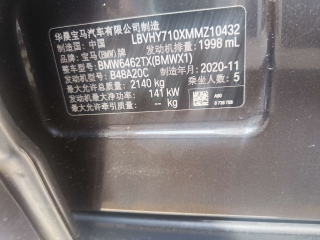 华晨宝马汽车有限公司制造
制造国: 中国 LBVHY710XMMZ10432
品牌: 宝马(BMW)牌 发动机排量: 1998 mL
整车型号: BMW6462TX(BMWX1)
发动机型号: B48A20C 制造年月: 2020-11
最大允许总质量: 2140 kg 乘坐人数: 5
发动机最大净功率: 141 kW
最大允许牵引质量: -- kg